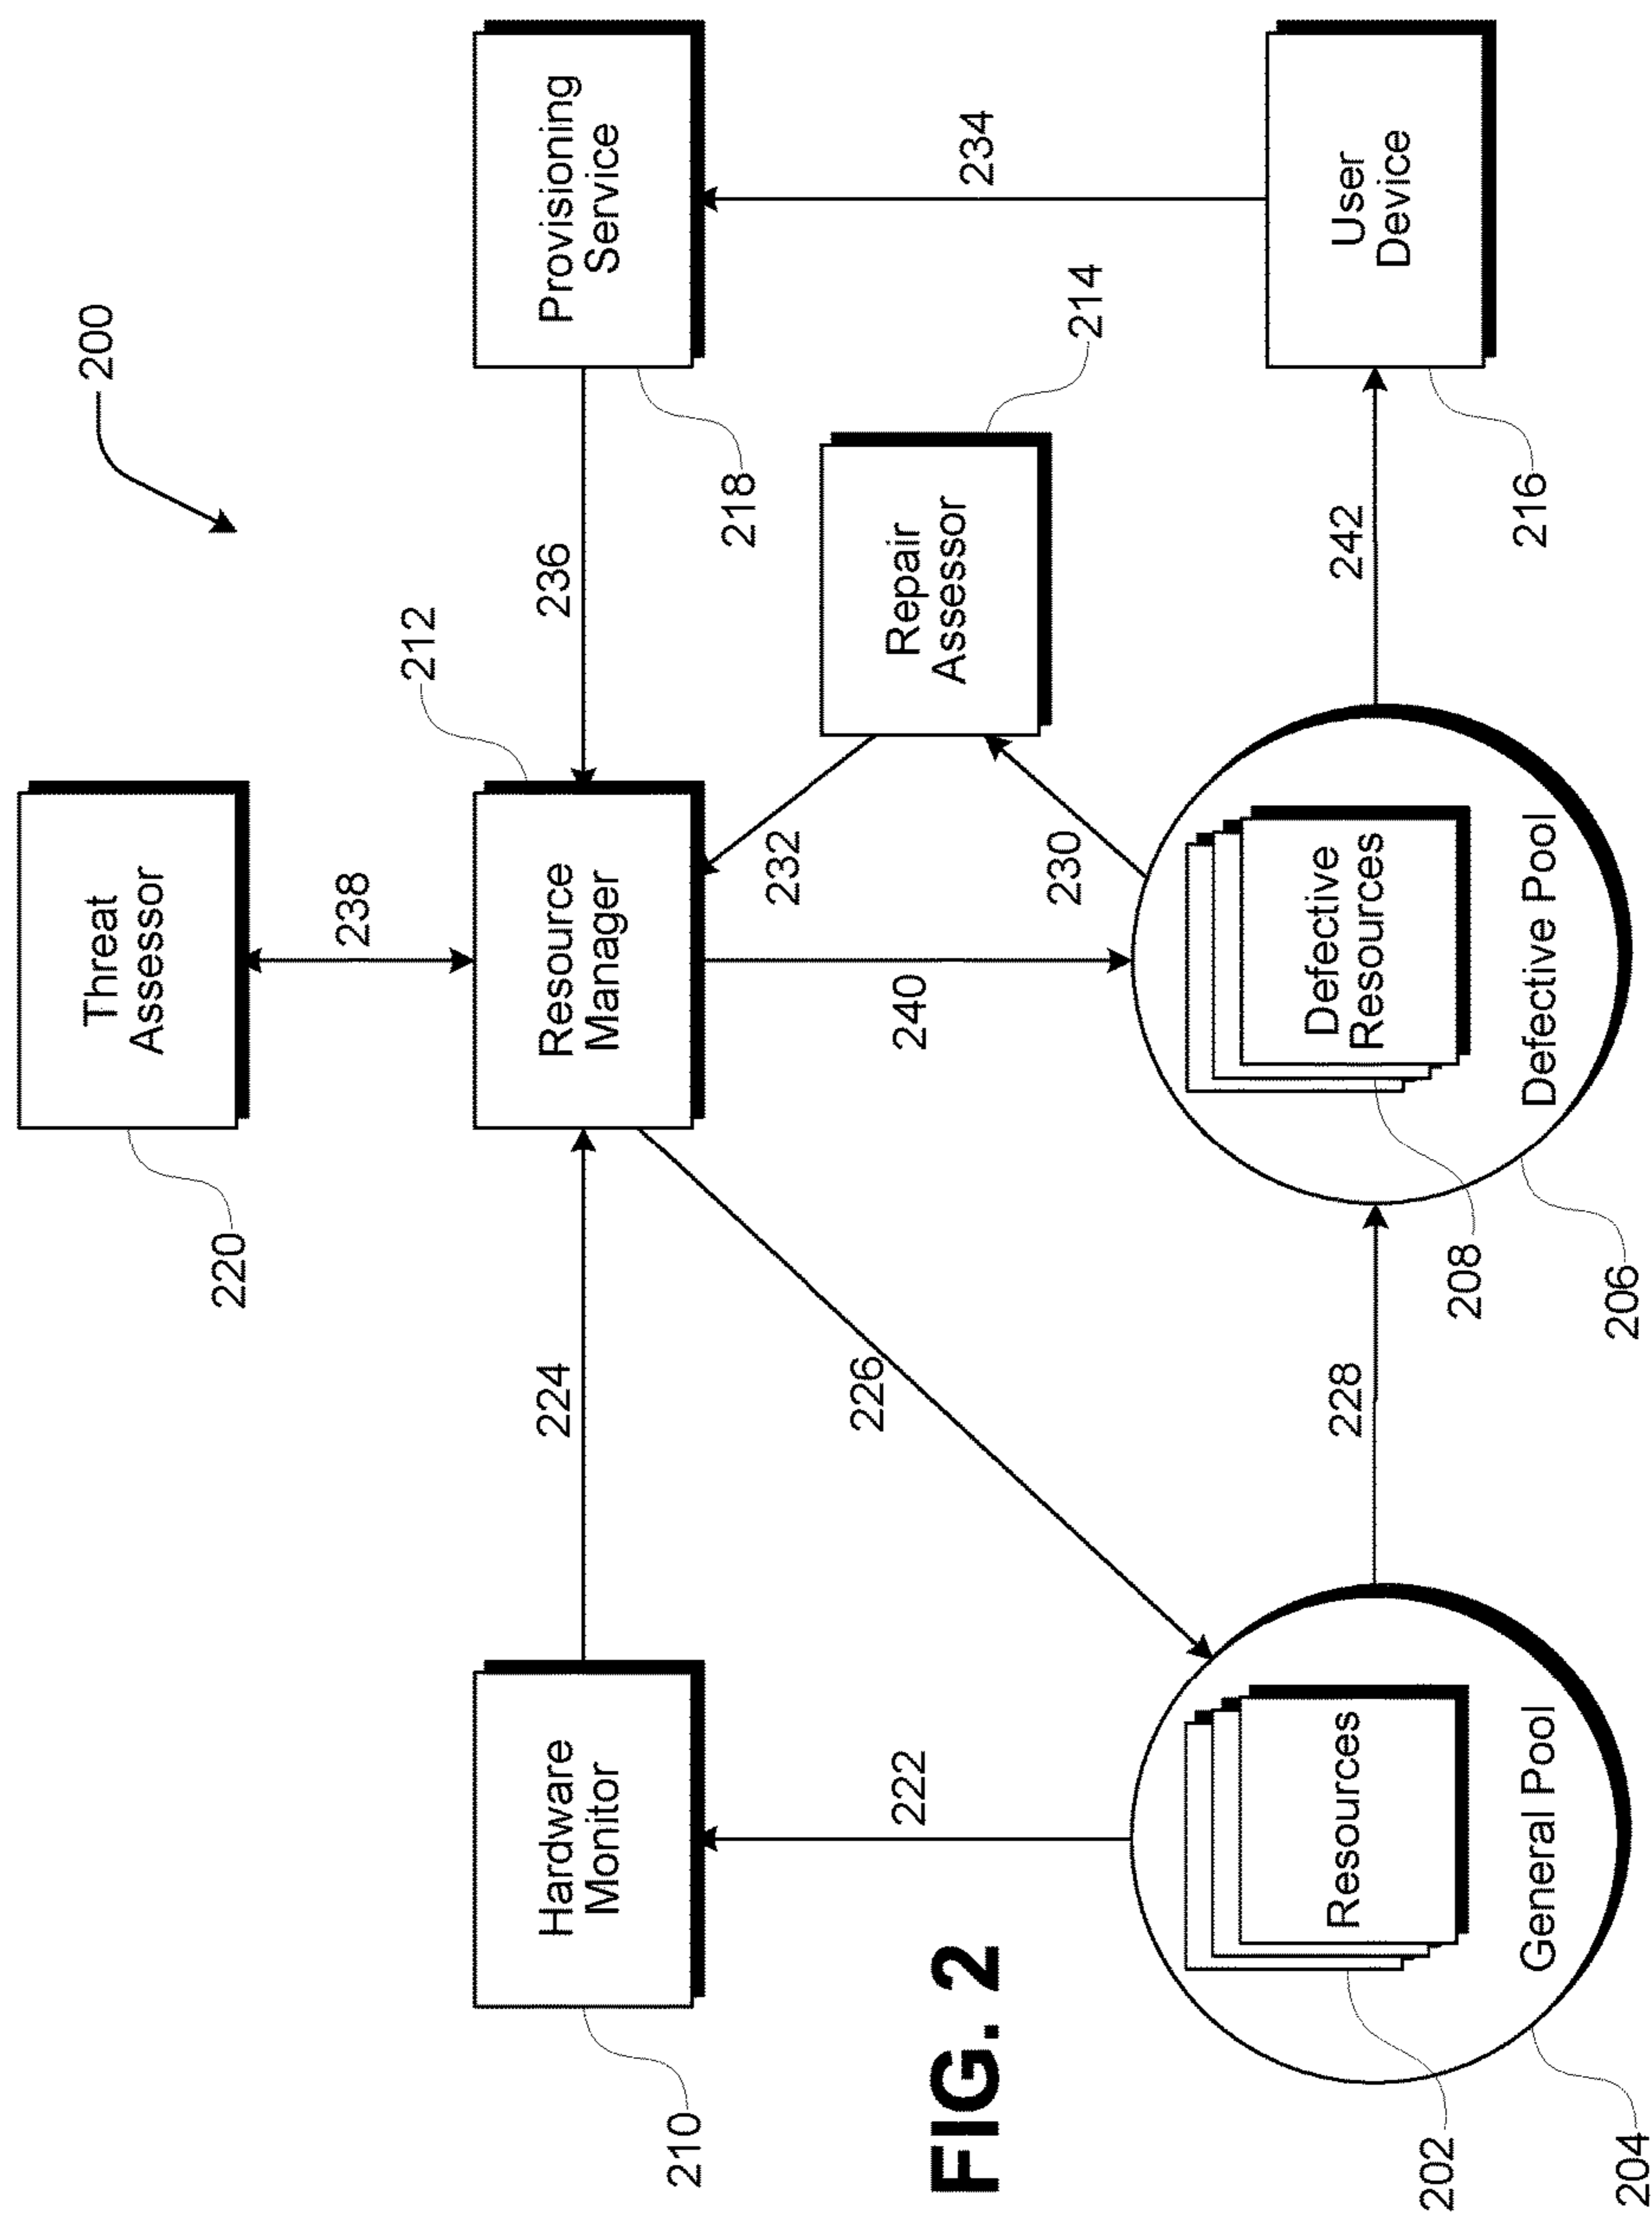 200
Threat
Assessor
220
238
212
Hardware
Monitor
210
224
Resource
Manager
236
Provisioning
Service
218
222
226
240
232
230
Repair
Assessor
214
234
Resources
General Pool
202
204
228
Defective
Resources
Defective Pool
208
206
242
User
Device
216
FIG. 2